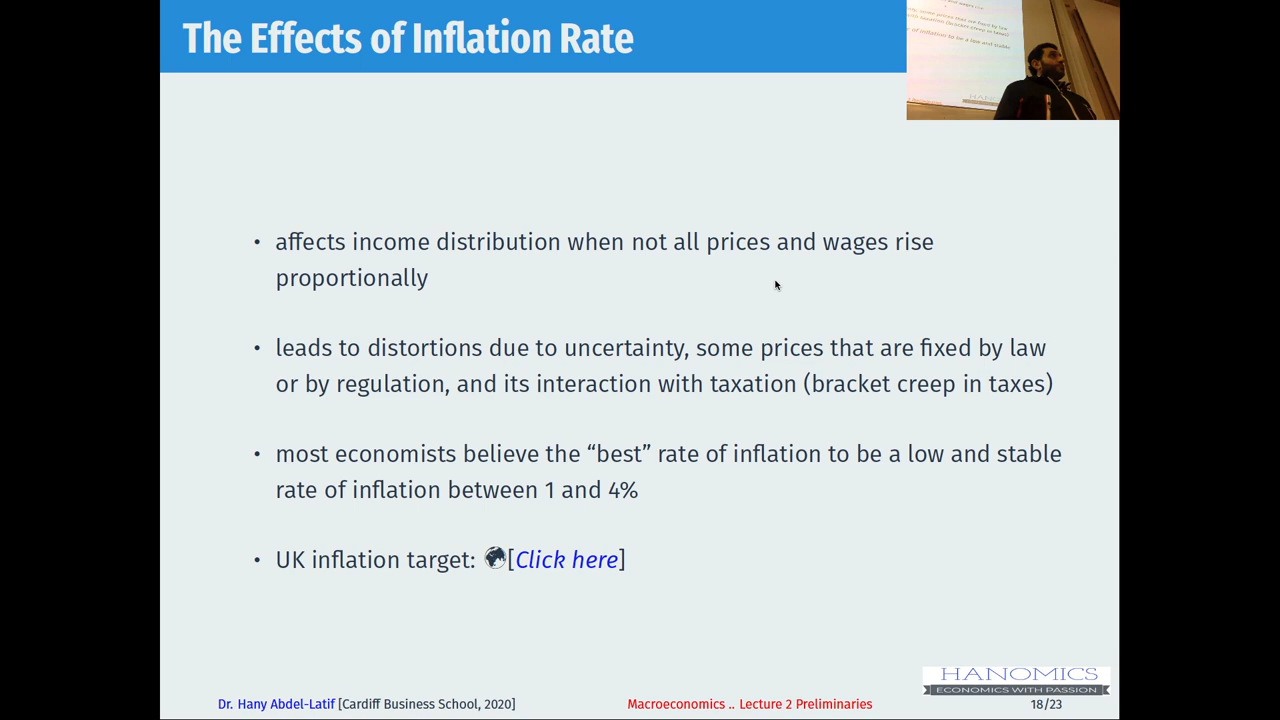 The Effects of Inflation Rate
• affects income distribution when not all prices and wages rise
proportionally
• leads to distortions due to uncertainty, some prices that are fixed by law
or by regulation, and its interaction with taxation (bracket creep in taxes)
• most economists believe the “best” rate of inflation to be a low and stable
rate of inflation between 1 and 4%
• UK inflation target: [Click here]
HANOMICS
ECONOMICS WITH PASSION
Dr. Hany Abdel-Latif [Cardiff Business School, 2020]
Macroeconomics .. Lecture 2 Preliminaries
18/23